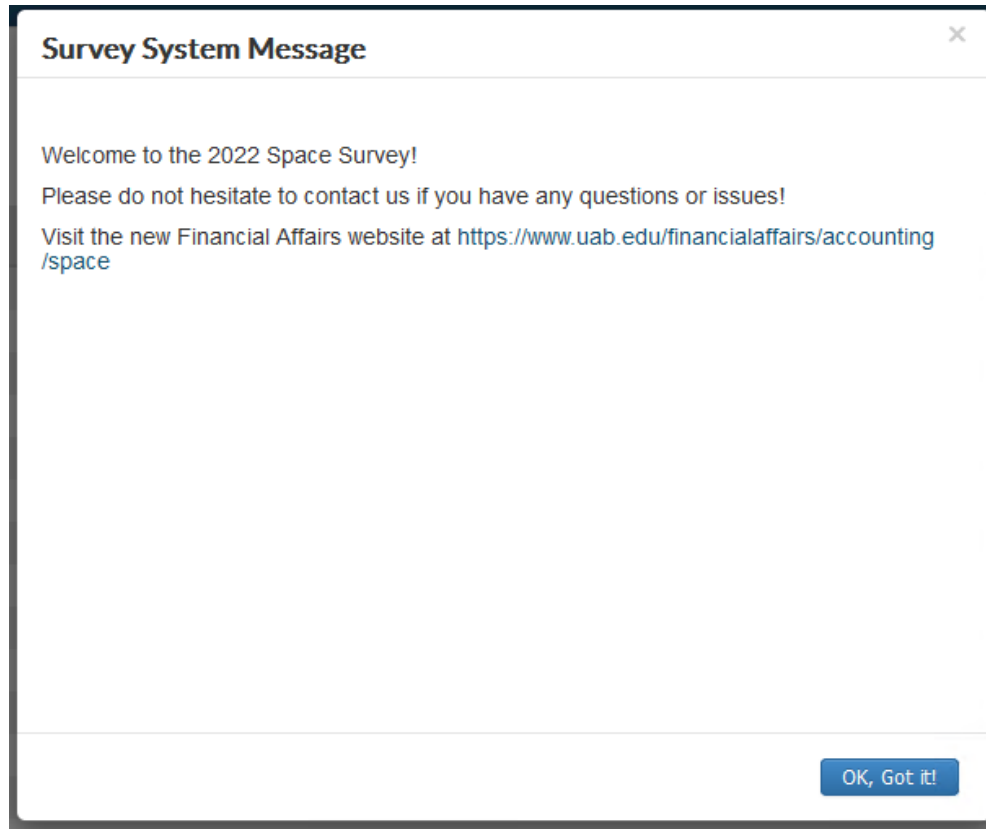 Survey System Message
×
Welcome to the 2022 Space Survey!
Please do not hesitate to contact us if you have any questions or issues!
Visit the new Financial Affairs website at https://www.uab.edu/financialaffairs/accounting
/space
OK, Got it!